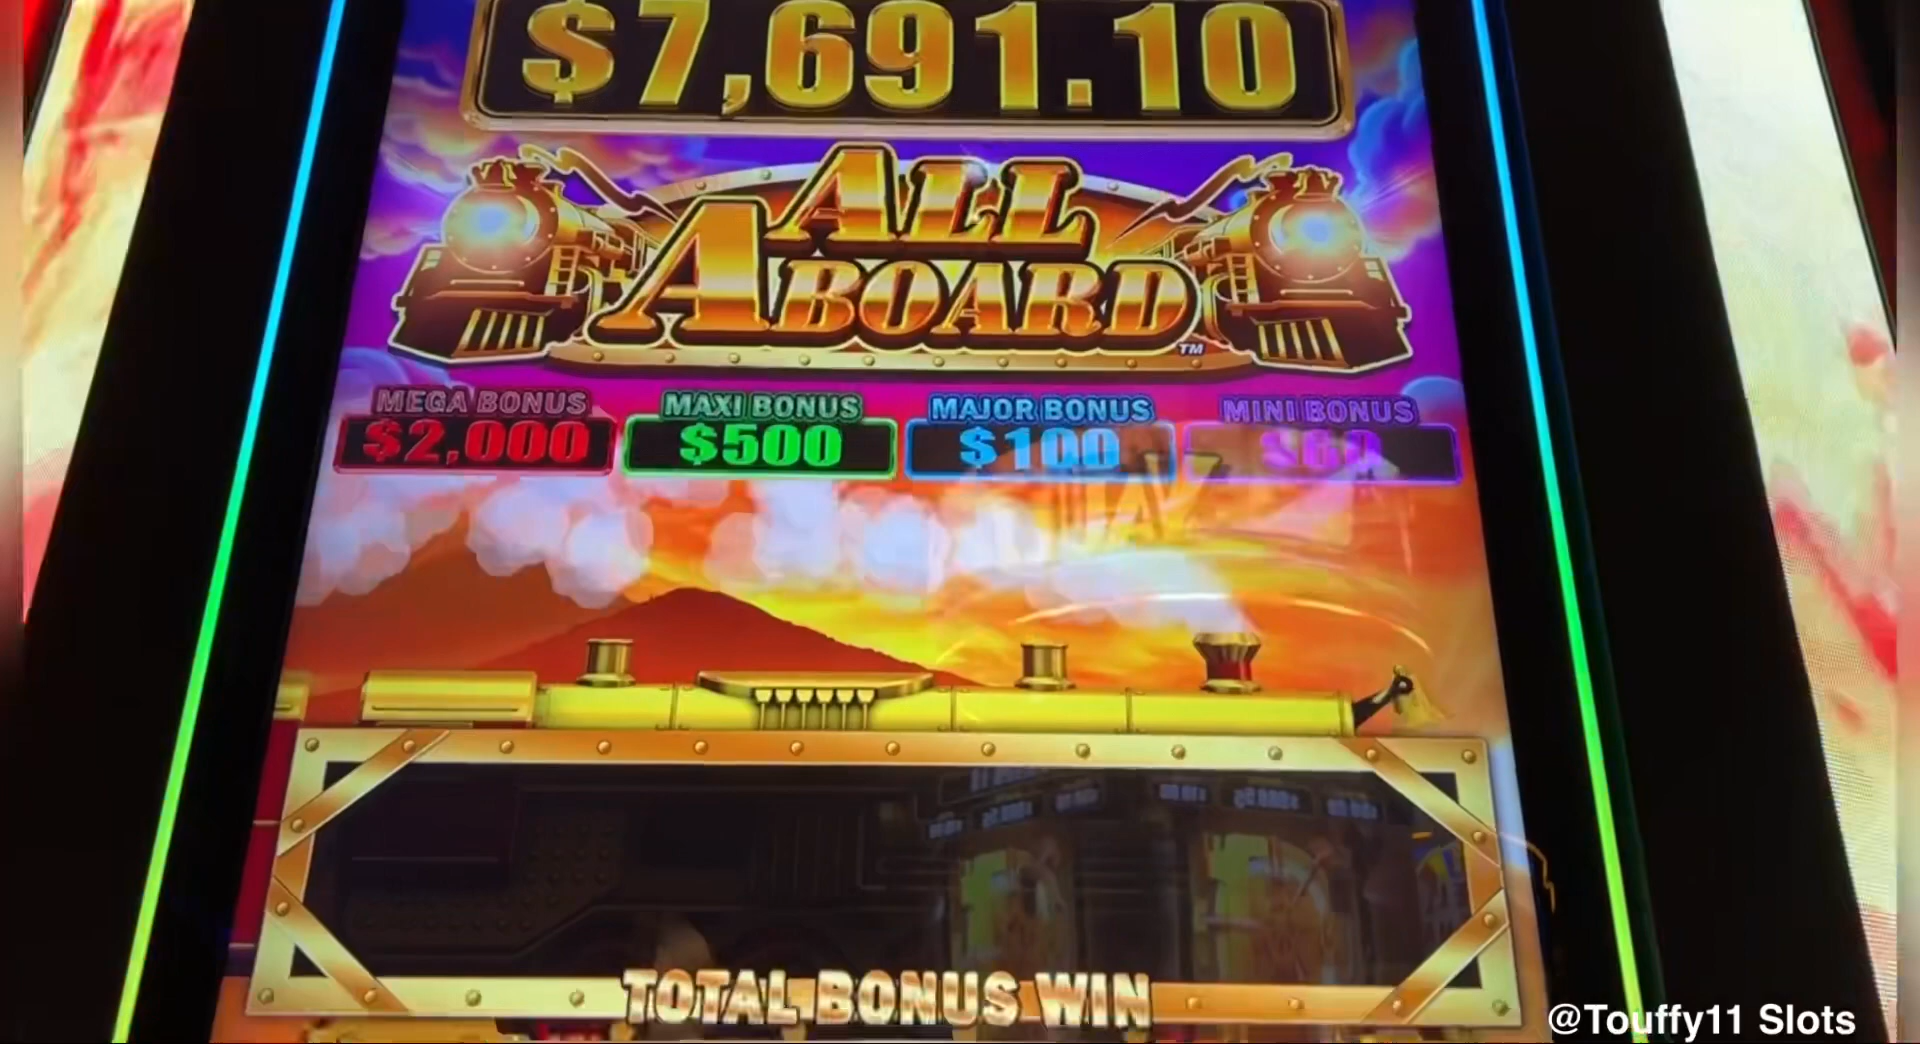 $7,691.10
ALL
ABOARD
TM
MEGA BONUS
$2,000
MAXI BONUS
$500
MAJOR BONUS
$100
MINI BONUS
$60
TOTAL BONUS WIN
@Touffy11 Slots